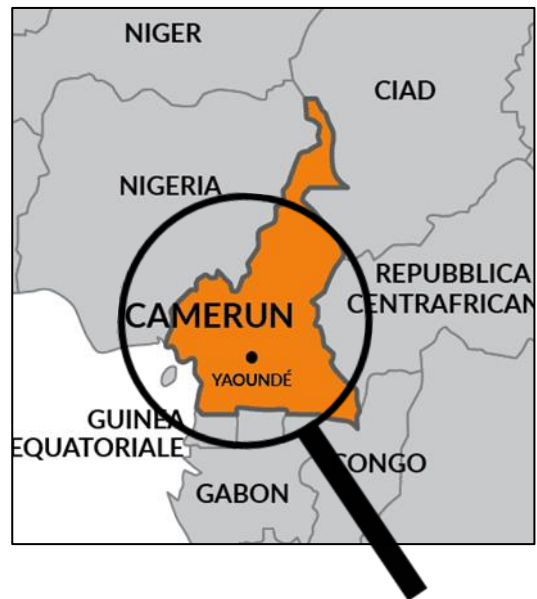 NIGER
CIAD
NIGERIA
REPUBBLICA
CENTRAFRICAN
CAMERUN
YAOUNDÉ
GUINEA
EQUATORIALE
CONGO
GABON